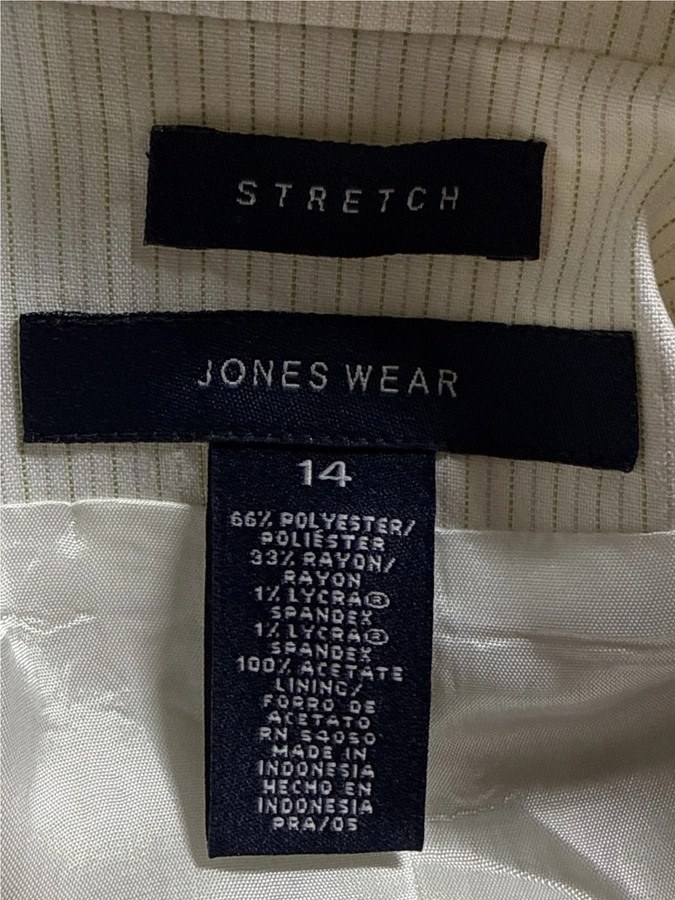 STRETCH
JONES WEAR
14
66% POLYESTER/
POLIÉSTER
33% RAYON/
RAYON
1% LYCRA®
SPANDEX
1% LYCRA®
SPANDEX
100% ACETATE
LINING/
FORRO DE
ACETATO
RN 54050
MADE IN
INDONESIA
HECHO EN
INDONESIA
PRA/05